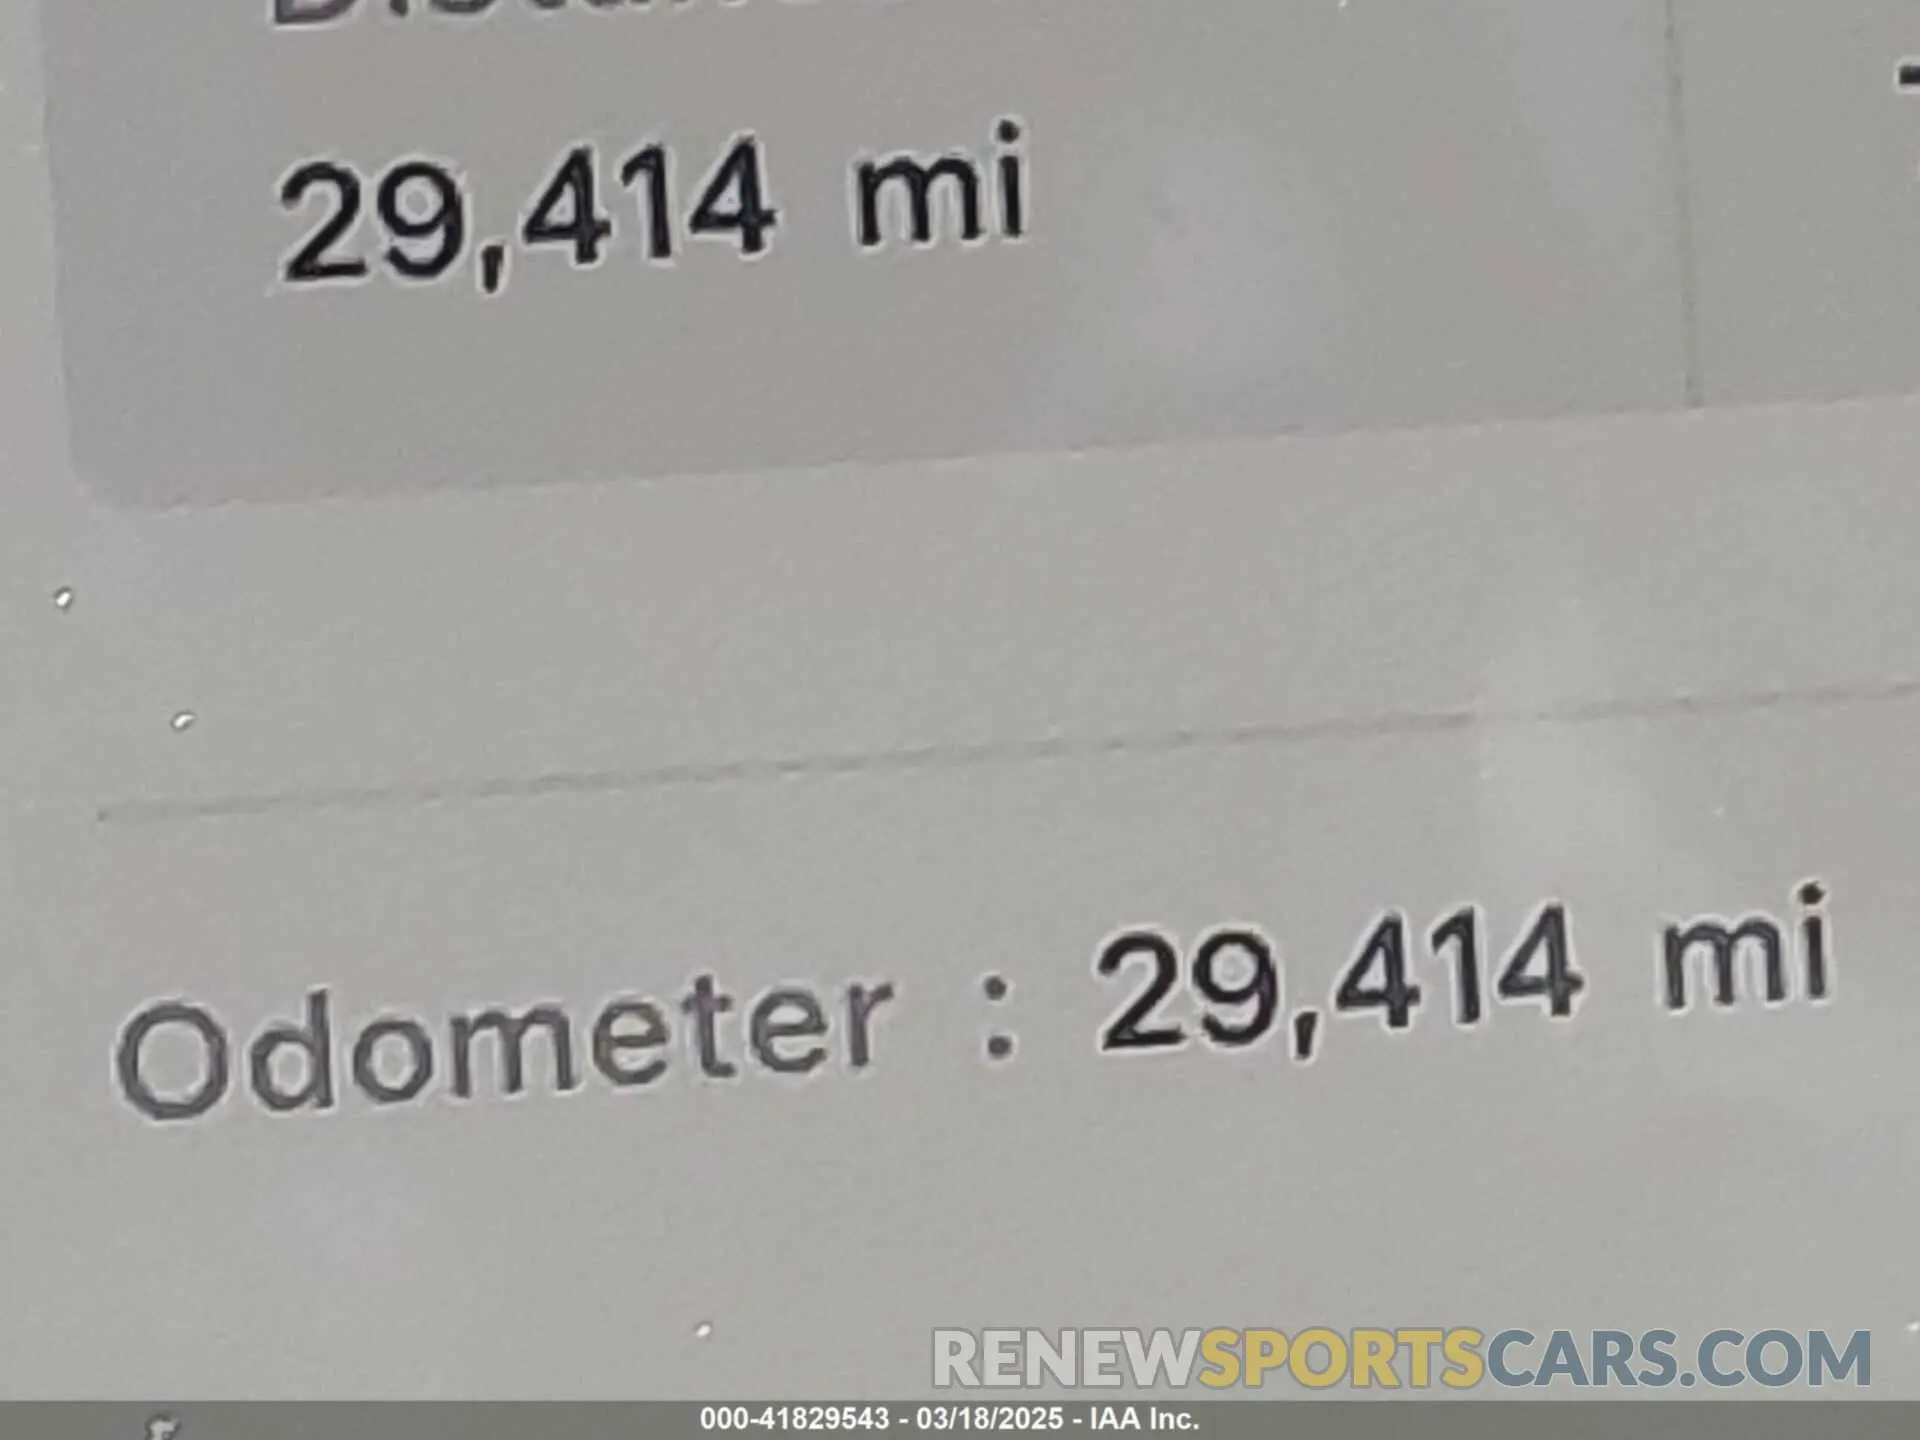 29,414 mi
Odometer : 29,414 mi
RENEWSPORTSCARS.COM
000-41829543 - 03/18/2025 - IAA Inc.